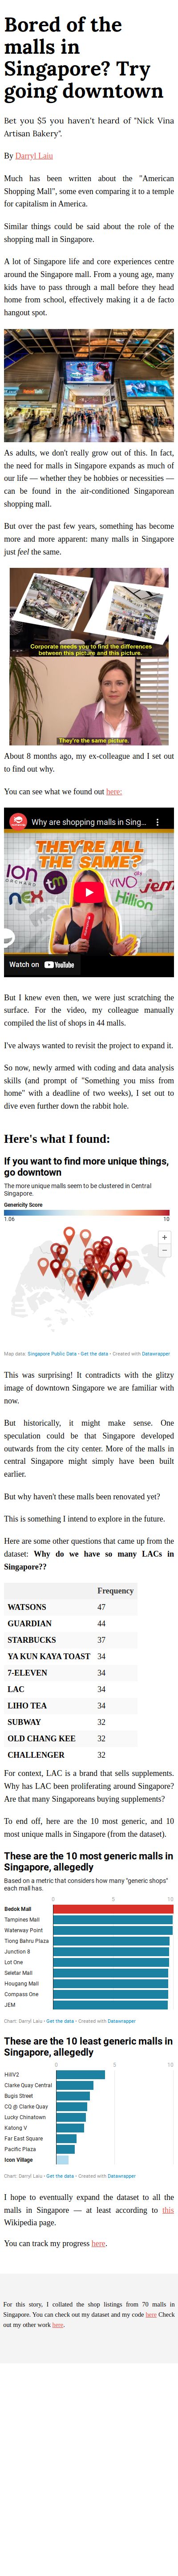 Bored of the
malls in
Singapore? Try
going downtown
Bet you $5 you haven't heard of "Nick Vina
Artisan Bakery".
By Darryl Laiu
Much has been written about the "American
Shopping Mall", some even comparing it to a temple
for capitalism in America.
Similar things could be said about the role of the
shopping mall in Singapore.
A lot of Singapore life and core experiences centre
around the Singapore mall. From a young age, many
kids have to pass through a mall before they head
home from school, effectively making it a de facto
hangout spot.
As adults, we don't really grow out of this. In fact,
the need for malls in Singapore expands as much of
our life — whether they be hobbies or necessities —
can be found in the air-conditioned Singaporean
shopping mall.
But over the past few years, something has become
more and more apparent: many malls in Singapore
just feel the same.
Corporate needs you to find the differences
between this picture and this picture.
They're the same picture.
About 8 months ago, my ex-colleague and I set out
to find out why.
You can see what we found out here:
Why are shopping malls in Sing...
THEY'RE ALL
THE SAME?
ION
ORCHARD
nex
tm
VIVO
Jem
Hillion
Watch on YouTube
But I knew even then, we were just scratching the
surface. For the video, my colleague manually
compiled the list of shops in 44 malls.
I've always wanted to revisit the project to expand it.
So now, newly armed with coding and data analysis
skills (and prompt of "Something you miss from
home" with a deadline of two weeks), I set out to
dive even further down the rabbit hole.
Here's what I found:
If you want to find more unique things,
go downtown
The more unique malls seem to be clustered in Central
Singapore.
Genericity Score
1.06 10
+
−
Map data: Singapore Public Data • Get the data • Created with Datawrapper
This was surprising! It contradicts with the glitzy
image of downtown Singapore we are familiar with
now.
But historically, it might make sense. One
speculation could be that Singapore developed
outwards from the city center. More of the malls in
central Singapore might simply have been built
earlier.
But why haven't these malls been renovated yet?
This is something I intend to explore in the future.
Here are some other questions that came up from the
dataset: Why do we have so many LACs in
Singapore??
Frequency
WATSONS 47
GUARDIAN 44
STARBUCKS 37
YA KUN KAYA TOAST 34
7-ELEVEN 34
LAC 34
LIHO TEA 34
SUBWAY 32
OLD CHANG KEE 32
CHALLENGER 32
For context, LAC is a brand that sells supplements.
Why has LAC been proliferating around Singapore?
Are that many Singaporeans buying supplements?
To end off, here are the 10 most generic, and 10
most unique malls in Singapore (from the dataset).
These are the 10 most generic malls in
Singapore, allegedly
Based on a metric that considers how many "generic shops"
each mall has.
0 5 10
Bedok Mall
Tampines Mall
Waterway Point
Tiong Bahru Plaza
Junction 8
Lot One
Seletar Mall
Hougang Mall
Compass One
JEM
Chart: Darryl Laiu • Get the data • Created with Datawrapper
These are the 10 least generic malls in
Singapore, allegedly
0 5 10
HillV2
Clarke Quay Central
Bugis Street
CQ @ Clarke Quay
Lucky Chinatown
Katong V
Far East Square
Pacific Plaza
Icon Village
Chart: Darryl Laiu • Get the data • Created with Datawrapper
I hope to eventually expand the dataset to all the
malls in Singapore — at least according to this
Wikipedia page.
You can track my progress here.
For this story, I collated the shop listings from 70 malls in
Singapore. You can check out my dataset and my code here Check
out my other work here.